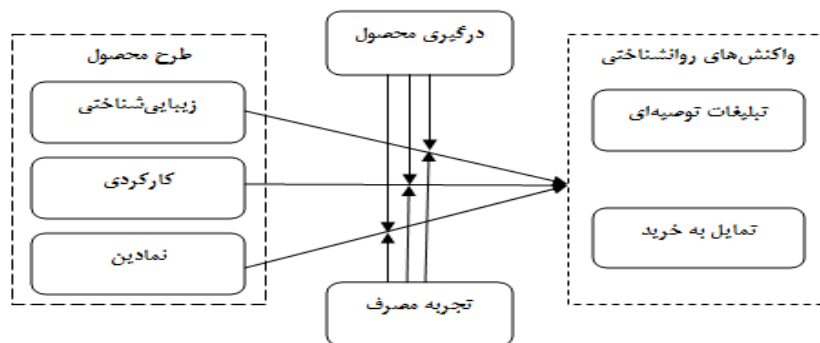 درگیری محصول
طرح محصول
واکنش‌های روانشناختی
زیبایی‌شناختی
تبلیغات توصیه‌ای
کارکردی
نمادین
تمایل به خرید
تجربه مصرف